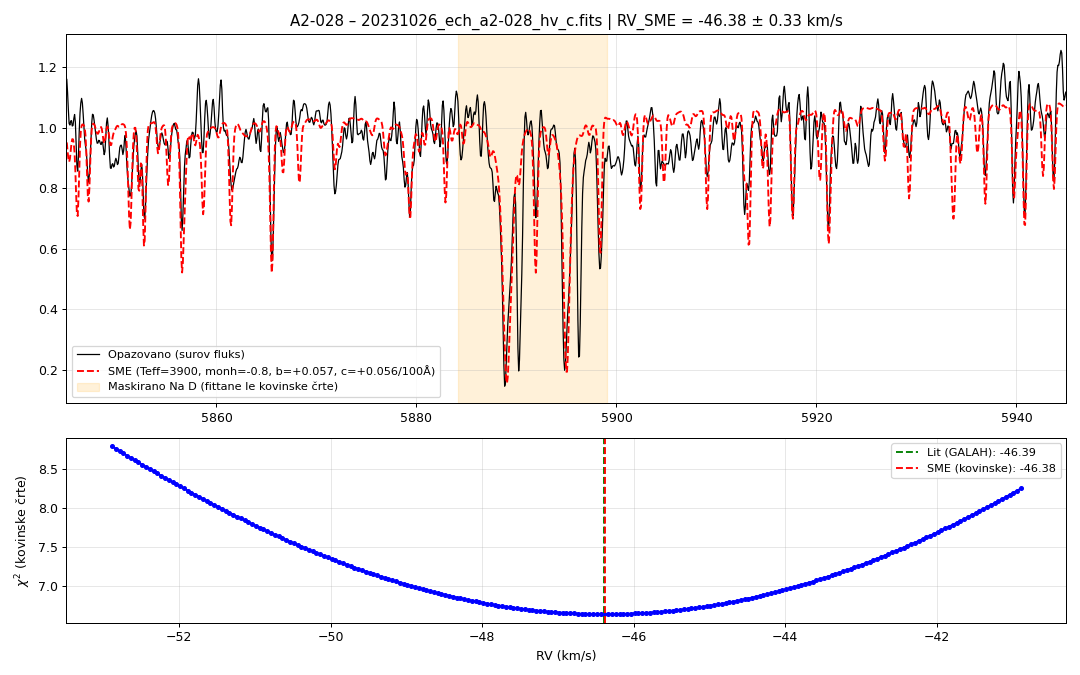 A2-028 – 20231026_ech_a2-028_hv_c.fits | RV_SME = -46.38 ± 0.33 km/s
1.2
1.0
0.8
0.6
0.4
0.2
Opazovano (surov fluks)
SME (Teff=3900, monh=-0.8, b=+0.057, c=+0.056/100Å)
Maskirano Na D (fittane le kovinske črte)
5860 5880 5900 5920 5940
8.5
8.0
7.5
7.0
χ² (kovinske črte)
Lit (GALAH): -46.39
SME (kovinske): -46.38
−52 −50 −48 −46 −44 −42
RV (km/s)